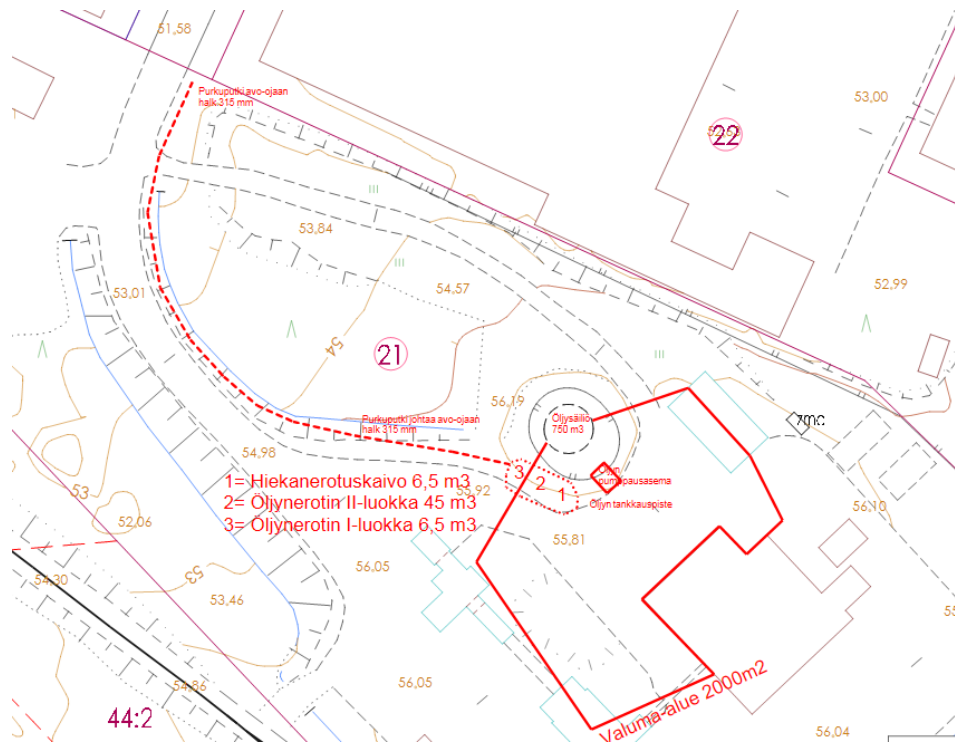 51,58
Purkuputki avo-ojaan
halk 315 mm
53,00
22
53,84
53,01
54,57
52,99
54
21
56,19
Öljysäiliö
750 m3
Purkuputki johtaa avo-ojaan
halk 315 mm
54,98
55,92
3
2
1
Öljyn
pumppausasema
Öljyn tankkauspiste
1= Hiekanerotuskaivo 6,5 m3
2= Öljynerotin II-luokka 45 m3
3= Öljynerotin I-luokka 6,5 m3
53
52,06
56,10
55,81
56,05
54,30
53
53,46
54,86
56,05
44:2
Valuma-alue 2000m2
56,04